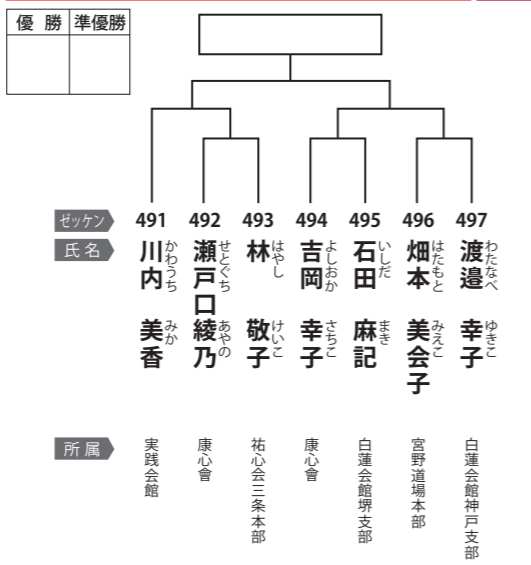 優勝 準優勝
ゼッケン 491 492 493 494 495 496 497
氏名
川内 美香 かわうち みか
瀬戸口 綾乃 せとぐち あやの
林 敬子 はやし けいこ
吉岡 幸子 よしおか さちこ
石田 麻記 いしだ まき
畑本 美会子 はたもと みえこ
渡邉 幸子 わたなべ ゆきこ
所属
実践会館
康心會
祐心会三条本部
康心會
白蓮会館堺支部
宮野道場本部
白蓮会館神戸支部